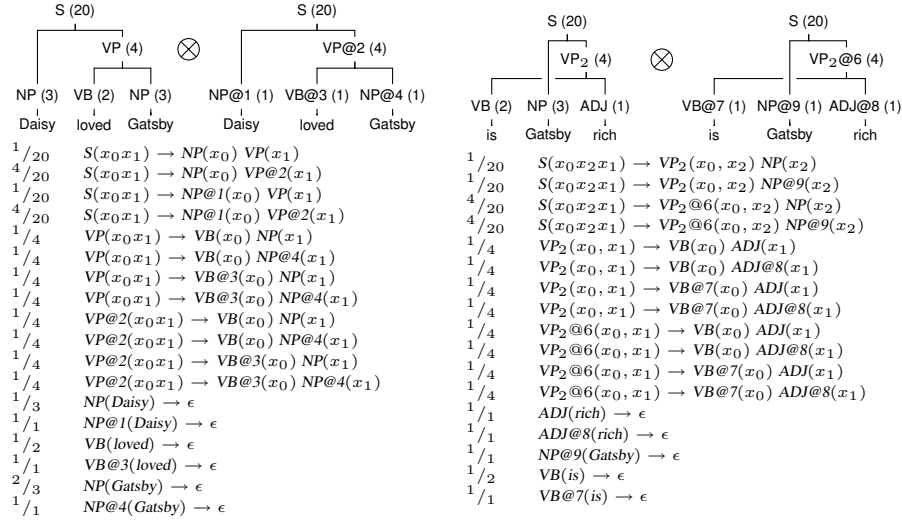 S (20)
VP (4)
NP (3) VB (2) NP (3)
Daisy loved Gatsby
⊗
S (20)
VP@2 (4)
NP@1 (1) VB@3 (1) NP@4 (1)
Daisy loved Gatsby
1/20 S(x₀x₁) → NP(x₀) VP(x₁)
4/20 S(x₀x₁) → NP(x₀) VP@2(x₁)
1/20 S(x₀x₁) → NP@1(x₀) VP(x₁)
4/20 S(x₀x₁) → NP@1(x₀) VP@2(x₁)
1/4 VP(x₀x₁) → VB(x₀) NP(x₁)
1/4 VP(x₀x₁) → VB(x₀) NP@4(x₁)
1/4 VP(x₀x₁) → VB@3(x₀) NP(x₁)
1/4 VP(x₀x₁) → VB@3(x₀) NP@4(x₁)
1/4 VP@2(x₀x₁) → VB(x₀) NP(x₁)
1/4 VP@2(x₀x₁) → VB(x₀) NP@4(x₁)
1/4 VP@2(x₀x₁) → VB@3(x₀) NP(x₁)
1/4 VP@2(x₀x₁) → VB@3(x₀) NP@4(x₁)
1/3 NP(Daisy) → ϵ
1/1 NP@1(Daisy) → ϵ
1/2 VB(loved) → ϵ
1/1 VB@3(loved) → ϵ
2/3 NP(Gatsby) → ϵ
1/1 NP@4(Gatsby) → ϵ
S (20)
VP₂ (4)
VB (2) NP (3) ADJ (1)
is Gatsby rich
⊗
S (20)
VP₂@6 (4)
VB@7 (1) NP@9 (1) ADJ@8 (1)
is Gatsby rich
1/20 S(x₀x₂x₁) → VP₂(x₀, x₂) NP(x₂)
1/20 S(x₀x₂x₁) → VP₂(x₀, x₂) NP@9(x₂)
4/20 S(x₀x₂x₁) → VP₂@6(x₀, x₂) NP(x₂)
4/20 S(x₀x₂x₁) → VP₂@6(x₀, x₂) NP@9(x₂)
1/4 VP₂(x₀, x₁) → VB(x₀) ADJ(x₁)
1/4 VP₂(x₀, x₁) → VB(x₀) ADJ@8(x₁)
1/4 VP₂(x₀, x₁) → VB@7(x₀) ADJ(x₁)
1/4 VP₂(x₀, x₁) → VB@7(x₀) ADJ@8(x₁)
1/4 VP₂@6(x₀, x₁) → VB(x₀) ADJ(x₁)
1/4 VP₂@6(x₀, x₁) → VB(x₀) ADJ@8(x₁)
1/4 VP₂@6(x₀, x₁) → VB@7(x₀) ADJ(x₁)
1/4 VP₂@6(x₀, x₁) → VB@7(x₀) ADJ@8(x₁)
1/1 ADJ(rich) → ϵ
1/1 ADJ@8(rich) → ϵ
1/1 NP@9(Gatsby) → ϵ
1/2 VB(is) → ϵ
1/1 VB@7(is) → ϵ